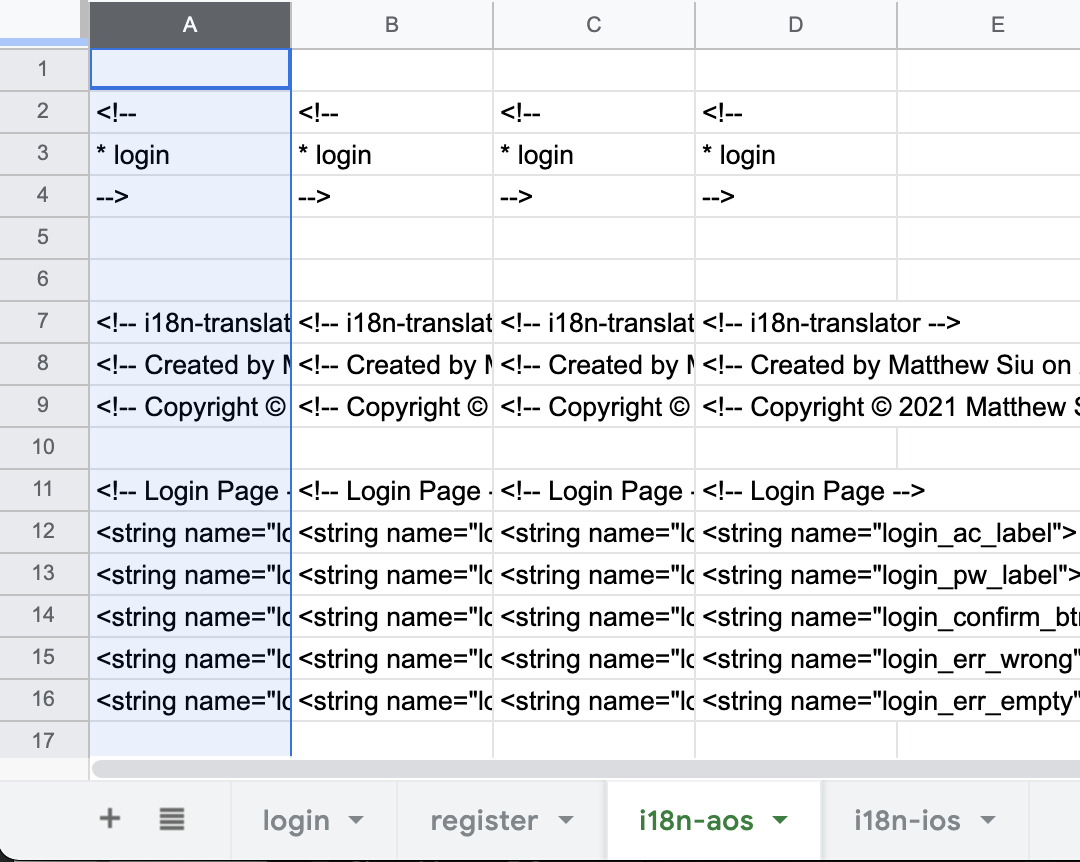 A B C D E
1
2 <!-- <!-- <!-- <!--
3 * login * login * login * login
4 --> --> --> -->
5
6
7 <!-- i18n-translat <!-- i18n-translat <!-- i18n-translat <!-- i18n-translator -->
8 <!-- Created by <!-- Created by <!-- Created by <!-- Created by Matthew Siu on
9 <!-- Copyright © <!-- Copyright © <!-- Copyright © <!-- Copyright © 2021 Matthew
10
11 <!-- Login Page <!-- Login Page <!-- Login Page <!-- Login Page -->
12 <string name="lo <string name="lo <string name="lo <string name="login_ac_label">
13 <string name="lo <string name="lo <string name="lo <string name="login_pw_label">
14 <string name="lo <string name="lo <string name="lo <string name="login_confirm_bt
15 <string name="lo <string name="lo <string name="lo <string name="login_err_wrong"
16 <string name="lo <string name="lo <string name="lo <string name="login_err_empty"
17
+ login register i18n-aos i18n-ios